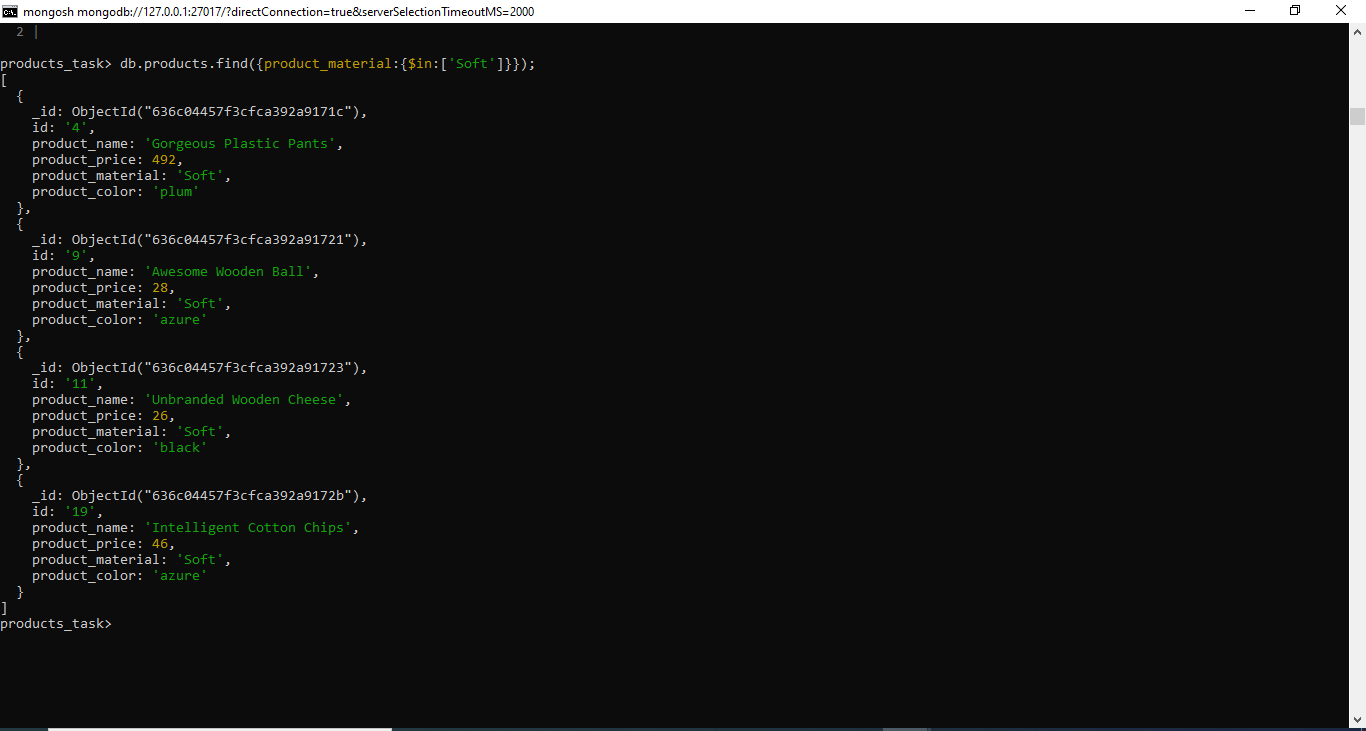 mongosh mongodb://127.0.0.1:27017/?directConnection=true&serverSelectionTimeoutMS=2000
2 |
products_task> db.products.find({product_material:{$in:['Soft']}});
[
  {
    _id: ObjectId("636c04457f3cfca392a9171c"),
    id: '4',
    product_name: 'Gorgeous Plastic Pants',
    product_price: 492,
    product_material: 'Soft',
    product_color: 'plum'
  },
  {
    _id: ObjectId("636c04457f3cfca392a91721"),
    id: '9',
    product_name: 'Awesome Wooden Ball',
    product_price: 28,
    product_material: 'Soft',
    product_color: 'azure'
  },
  {
    _id: ObjectId("636c04457f3cfca392a91723"),
    id: '11',
    product_name: 'Unbranded Wooden Cheese',
    product_price: 26,
    product_material: 'Soft',
    product_color: 'black'
  },
  {
    _id: ObjectId("636c04457f3cfca392a9172b"),
    id: '19',
    product_name: 'Intelligent Cotton Chips',
    product_price: 46,
    product_material: 'Soft',
    product_color: 'azure'
  }
]
products_task>